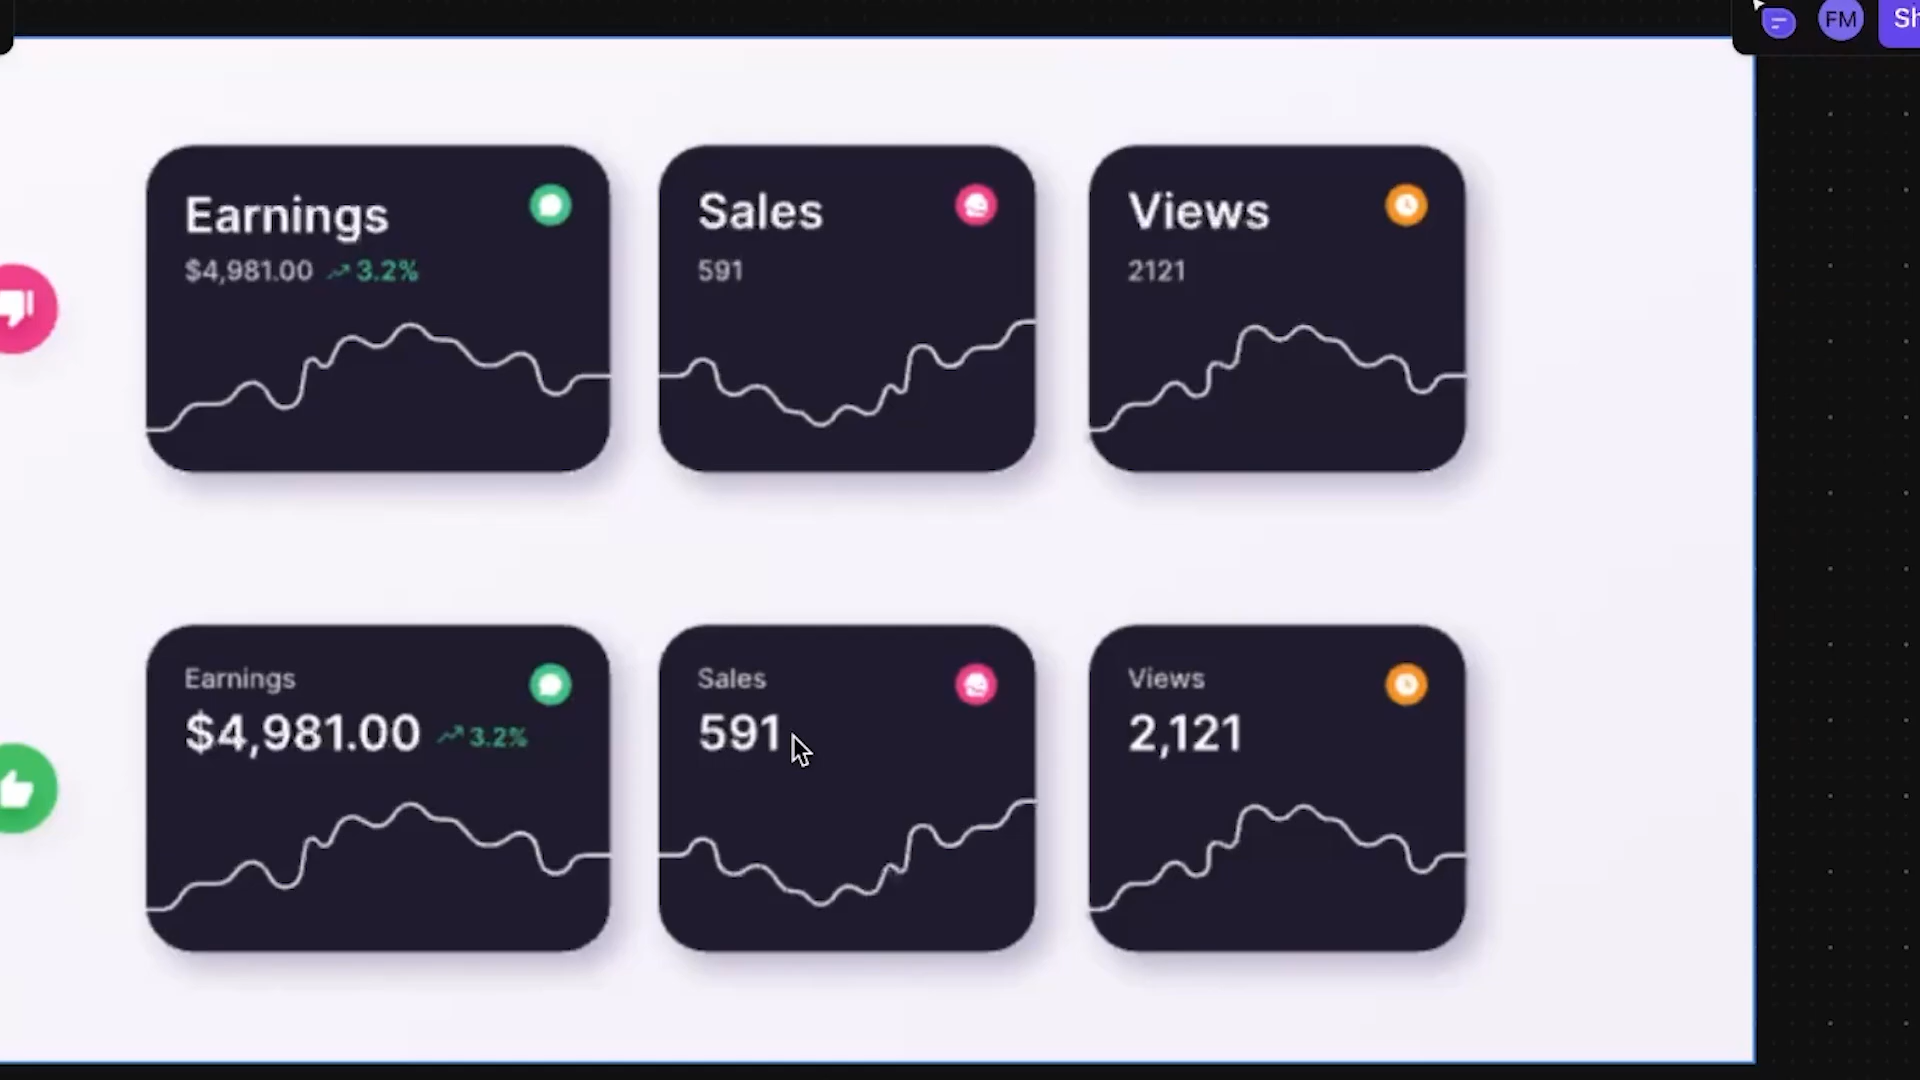 FM
Sh
Earnings
$4,981.00 3.2%
Sales
591
Views
2121
Earnings
$4,981.00 3.2%
Sales
591
Views
2,121